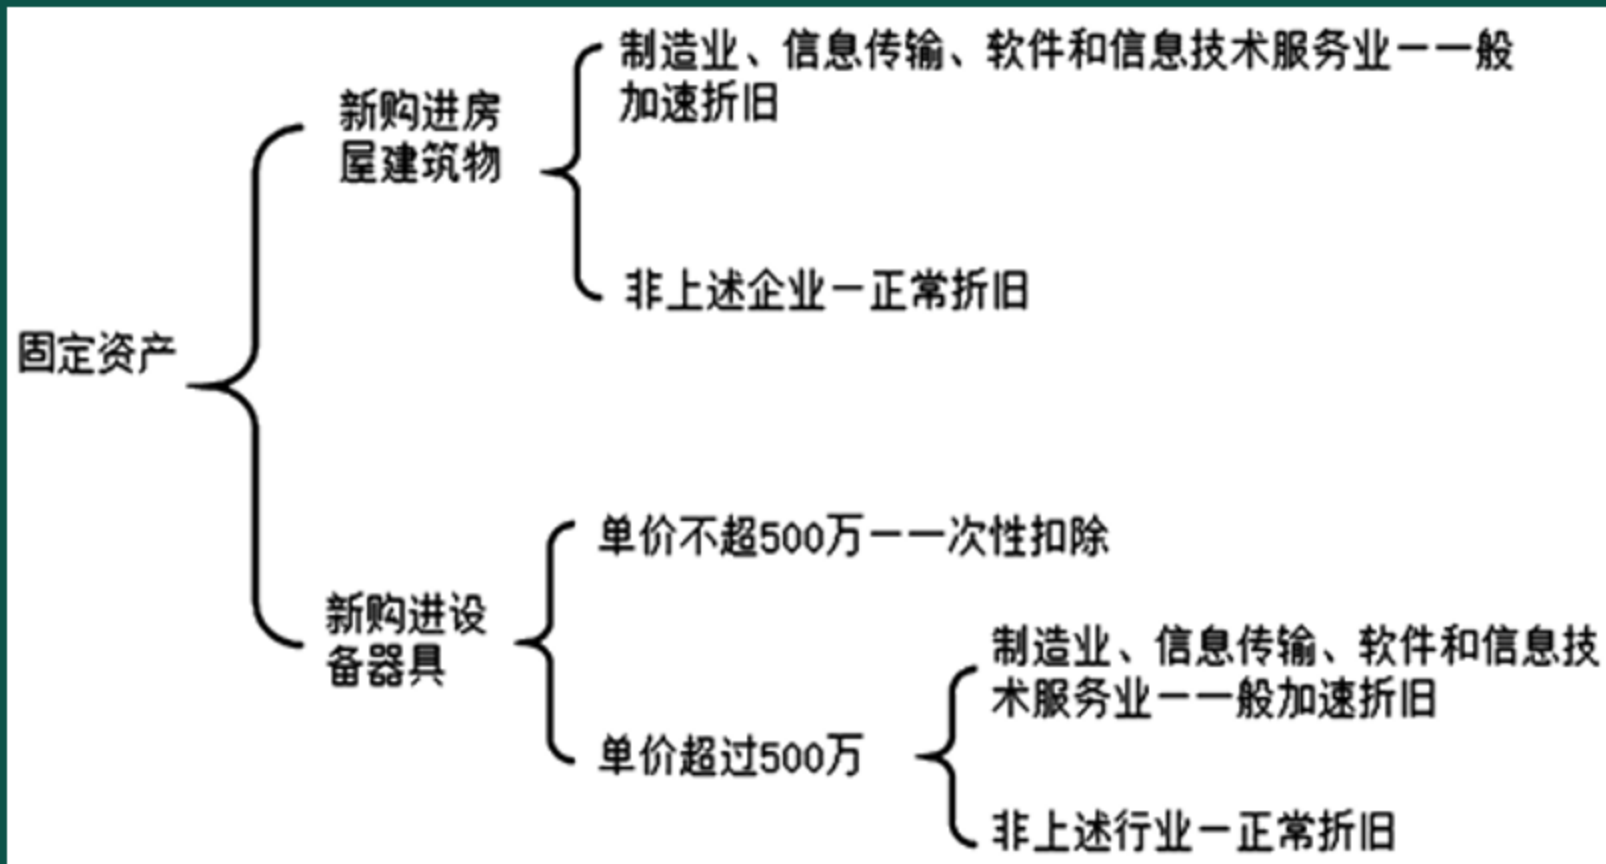 制造业、信息传输、软件和信息技术服务业－一般
加速折旧
新购进房
屋建筑物
非上述企业－正常折旧
固定资产
单价不超500万－一次性扣除
新购进设
备器具
单价超过500万
制造业、信息传输、软件和信息技
术服务业－一般加速折旧
非上述行业－正常折旧